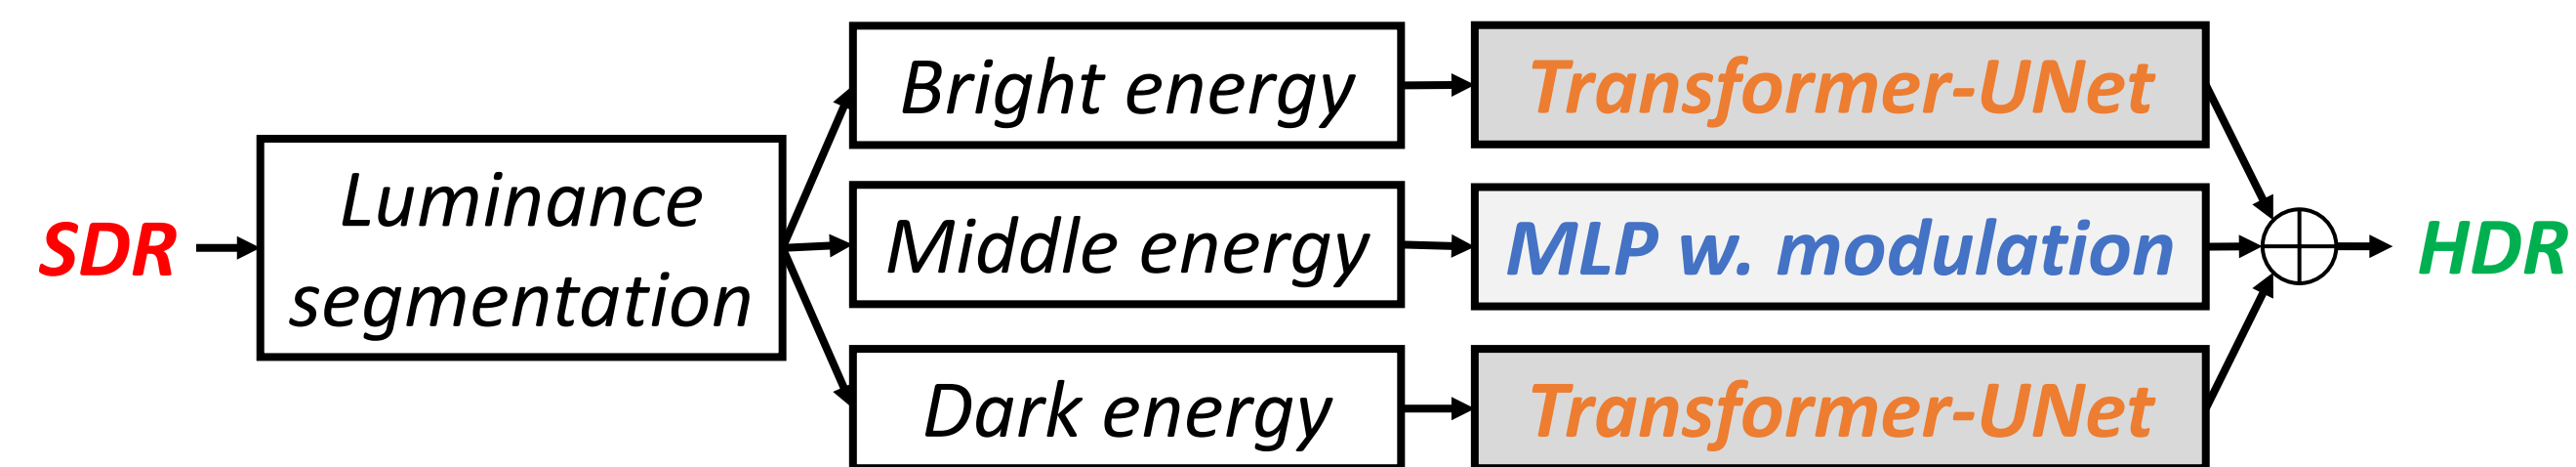 SDR
Luminance
segmentation
Bright energy
Transformer-UNet
Middle energy
MLP w. modulation
Dark energy
Transformer-UNet
HDR